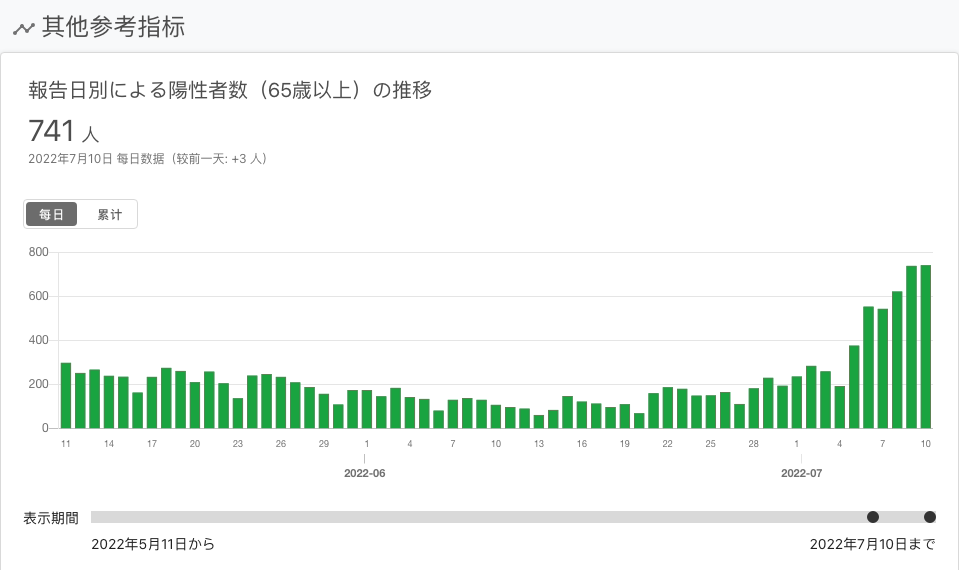 其他参考指标
報告日別による陽性者数（65歳以上）の推移
741 人
2022年7月10日 每日数据（较前一天: +3 人）
每日 累计
800
600
400
200
0
11 14 17 20 23 26 29 1 4 7 10 13 16 19 22 25 28 1 4 7 10
2022-06 2022-07
表示期間
2022年5月11日から 2022年7月10日まで